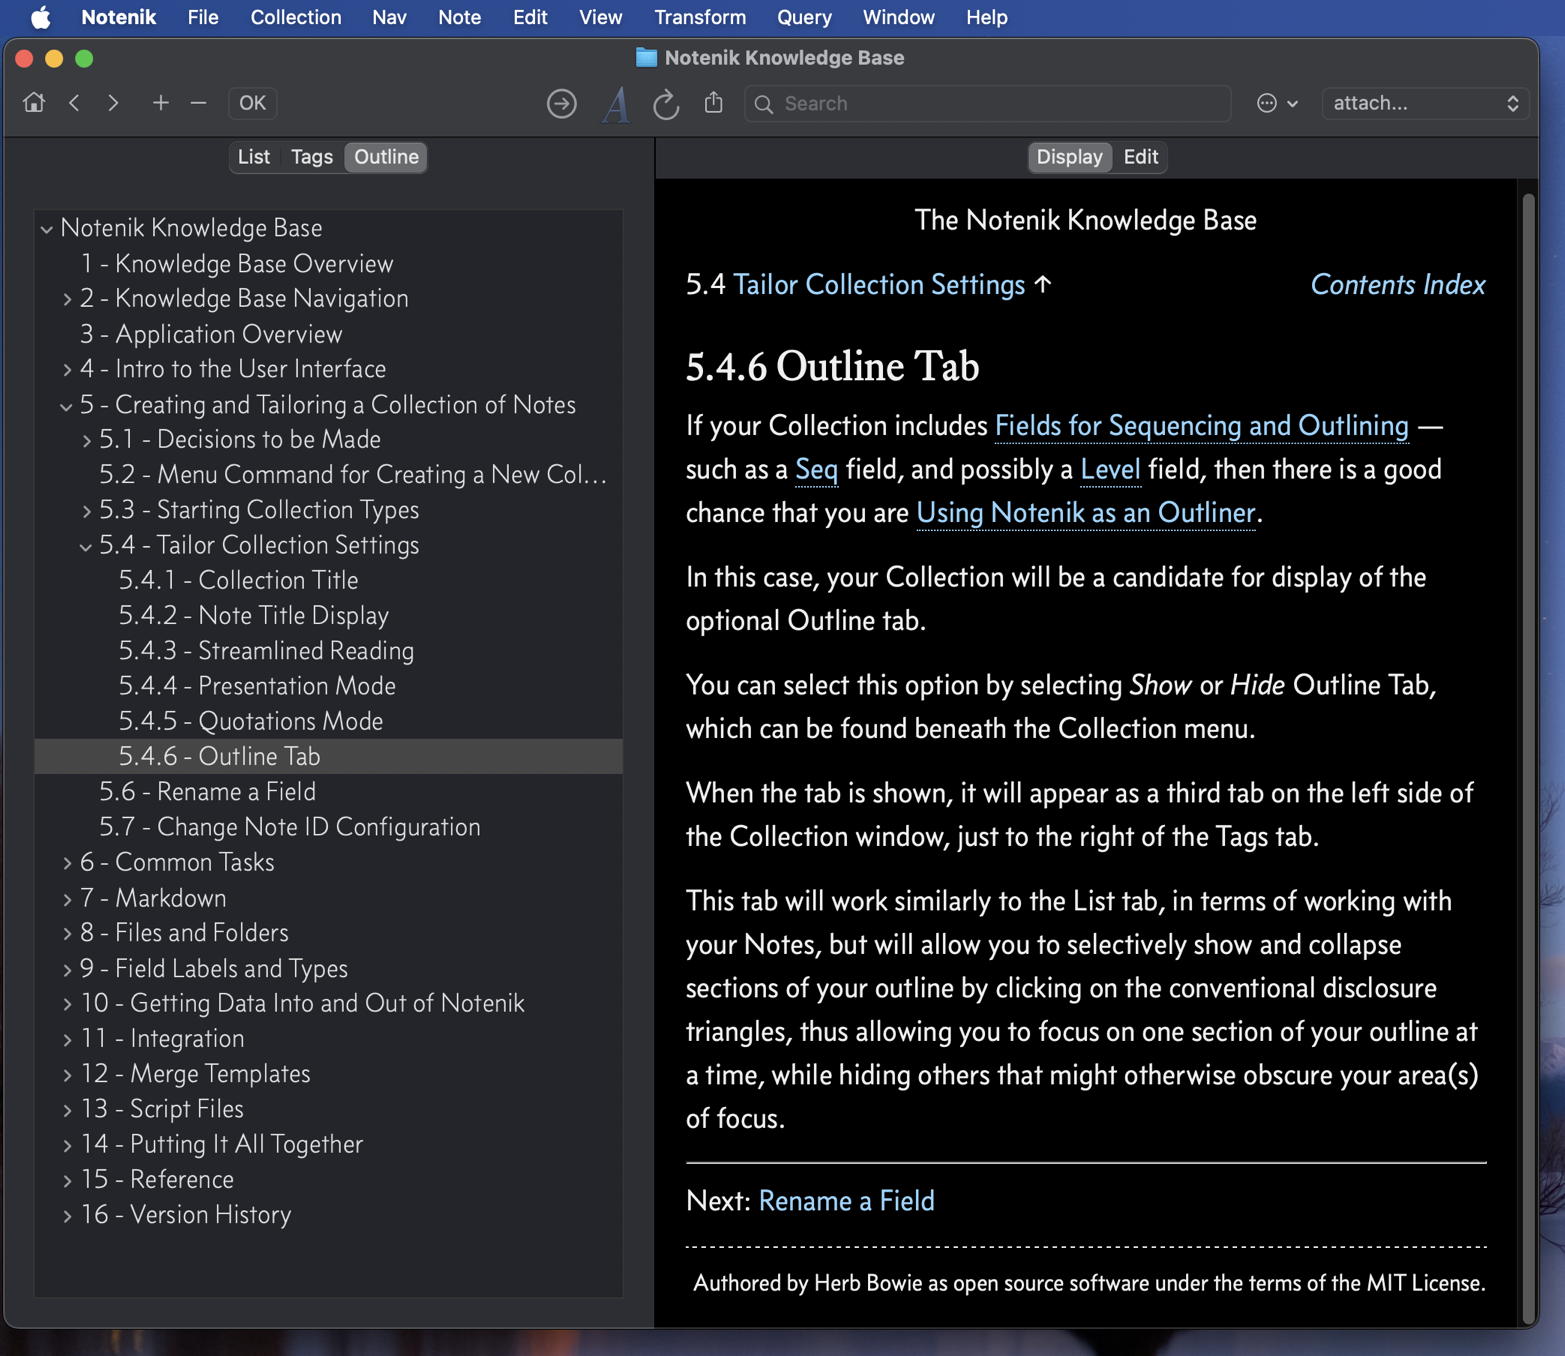 Notenik File Collection Nav Note Edit View Transform Query Window Help
Notenik Knowledge Base
OK
A
Search
attach...
List Tags Outline
Display Edit
Notenik Knowledge Base
1 - Knowledge Base Overview
2 - Knowledge Base Navigation
3 - Application Overview
4 - Intro to the User Interface
5 - Creating and Tailoring a Collection of Notes
5.1 - Decisions to be Made
5.2 - Menu Command for Creating a New Col...
5.3 - Starting Collection Types
5.4 - Tailor Collection Settings
5.4.1 - Collection Title
5.4.2 - Note Title Display
5.4.3 - Streamlined Reading
5.4.4 - Presentation Mode
5.4.5 - Quotations Mode
5.4.6 - Outline Tab
5.6 - Rename a Field
5.7 - Change Note ID Configuration
6 - Common Tasks
7 - Markdown
8 - Files and Folders
9 - Field Labels and Types
10 - Getting Data Into and Out of Notenik
11 - Integration
12 - Merge Templates
13 - Script Files
14 - Putting It All Together
15 - Reference
16 - Version History
The Notenik Knowledge Base
5.4 Tailor Collection Settings ↑
Contents Index
5.4.6 Outline Tab
If your Collection includes Fields for Sequencing and Outlining —
such as a Seq field, and possibly a Level field, then there is a good
chance that you are Using Notenik as an Outliner.
In this case, your Collection will be a candidate for display of the
optional Outline tab.
You can select this option by selecting Show or Hide Outline Tab,
which can be found beneath the Collection menu.
When the tab is shown, it will appear as a third tab on the left side of
the Collection window, just to the right of the Tags tab.
This tab will work similarly to the List tab, in terms of working with
your Notes, but will allow you to selectively show and collapse
sections of your outline by clicking on the conventional disclosure
triangles, thus allowing you to focus on one section of your outline at
a time, while hiding others that might otherwise obscure your area(s)
of focus.
Next: Rename a Field
Authored by Herb Bowie as open source software under the terms of the MIT License.